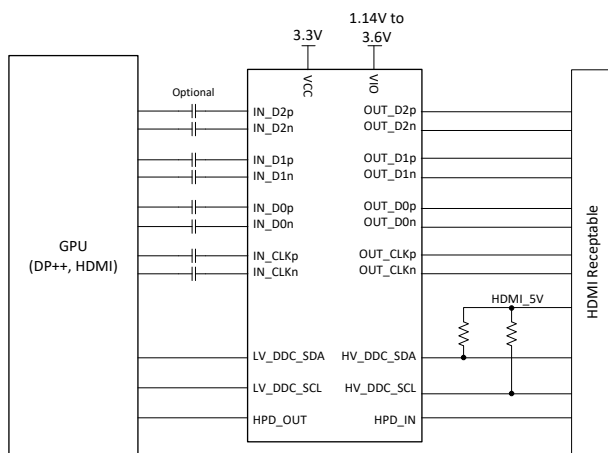 1.14V to
3.3V
3.6V
VCC
VIO
Optional
IN_D2p
OUT_D2p
IN_D2n
OUT_D2n
IN_D1p
OUT_D1p
IN_D1n
OUT_D1n
IN_D0p
OUT_D0p
IN_D0n
OUT_D0n
GPU
(DP++, HDMI)
IN_CLKp
OUT_CLKp
IN_CLKn
OUT_CLKn
HDMI Receptable
HDMI_5V
LV_DDC_SDA
HV_DDC_SDA
LV_DDC_SCL
HV_DDC_SCL
HPD_OUT
HPD_IN